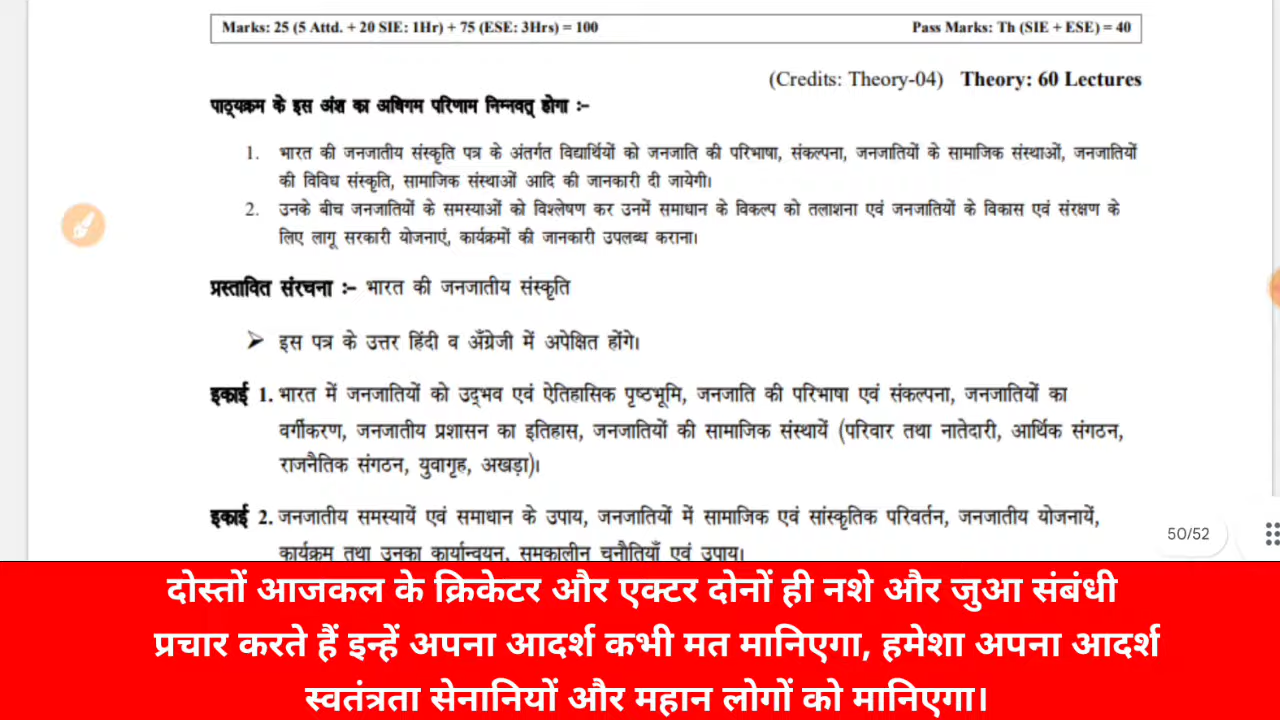 Marks: 25 (5 Attd. + 20 SIE: 1Hr) + 75 (ESE: 3Hrs) = 100 Pass Marks: Th (SIE + ESE) = 40
(Credits: Theory-04) Theory: 60 Lectures
पाठ्यक्रम के इस अंश का अधिगम परिणाम निम्नवत् होगा :-
1. भारत की जनजातीय संस्कृति पत्र के अंतर्गत विद्यार्थियों को जनजाति की परिभाषा, संकल्पना, जनजातियों के सामाजिक संस्थाओं, जनजातियों
की विविध संस्कृति, सामाजिक संस्थाओं आदि की जानकारी दी जायेगी।
2. उनके बीच जनजातियों के समस्याओं को विश्लेषण कर उनमें समाधान के विकल्प को तलाशना एवं जनजातियों के विकास एवं संरक्षण के
लिए लागू सरकारी योजनाएं, कार्यक्रमों की जानकारी उपलब्ध कराना।
प्रस्तावित संरचना :- भारत की जनजातीय संस्कृति
➢ इस पत्र के उत्तर हिंदी व अँग्रेजी में अपेक्षित होंगे।
इकाई 1. भारत में जनजातियों को उद्भव एवं ऐतिहासिक पृष्ठभूमि, जनजाति की परिभाषा एवं संकल्पना, जनजातियों का
वर्गीकरण, जनजातीय प्रशासन का इतिहास, जनजातियों की सामाजिक संस्थायें (परिवार तथा नातेदारी, आर्थिक संगठन,
राजनैतिक संगठन, युवागृह, अखड़ा)।
इकाई 2. जनजातीय समस्यायें एवं समाधान के उपाय, जनजातियों में सामाजिक एवं सांस्कृतिक परिवर्तन, जनजातीय योजनायें,
50/52
कार्यक्रम तथा उनका कार्यान्वयन, समकालीन चुनौतियाँ एवं उपाय।
दोस्तों आजकल के क्रिकेटर और एक्टर दोनों ही नशे और जुआ संबंधी
प्रचार करते हैं इन्हें अपना आदर्श कभी मत मानिएगा, हमेशा अपना आदर्श
स्वतंत्रता सेनानियों और महान लोगों को मानिएगा।